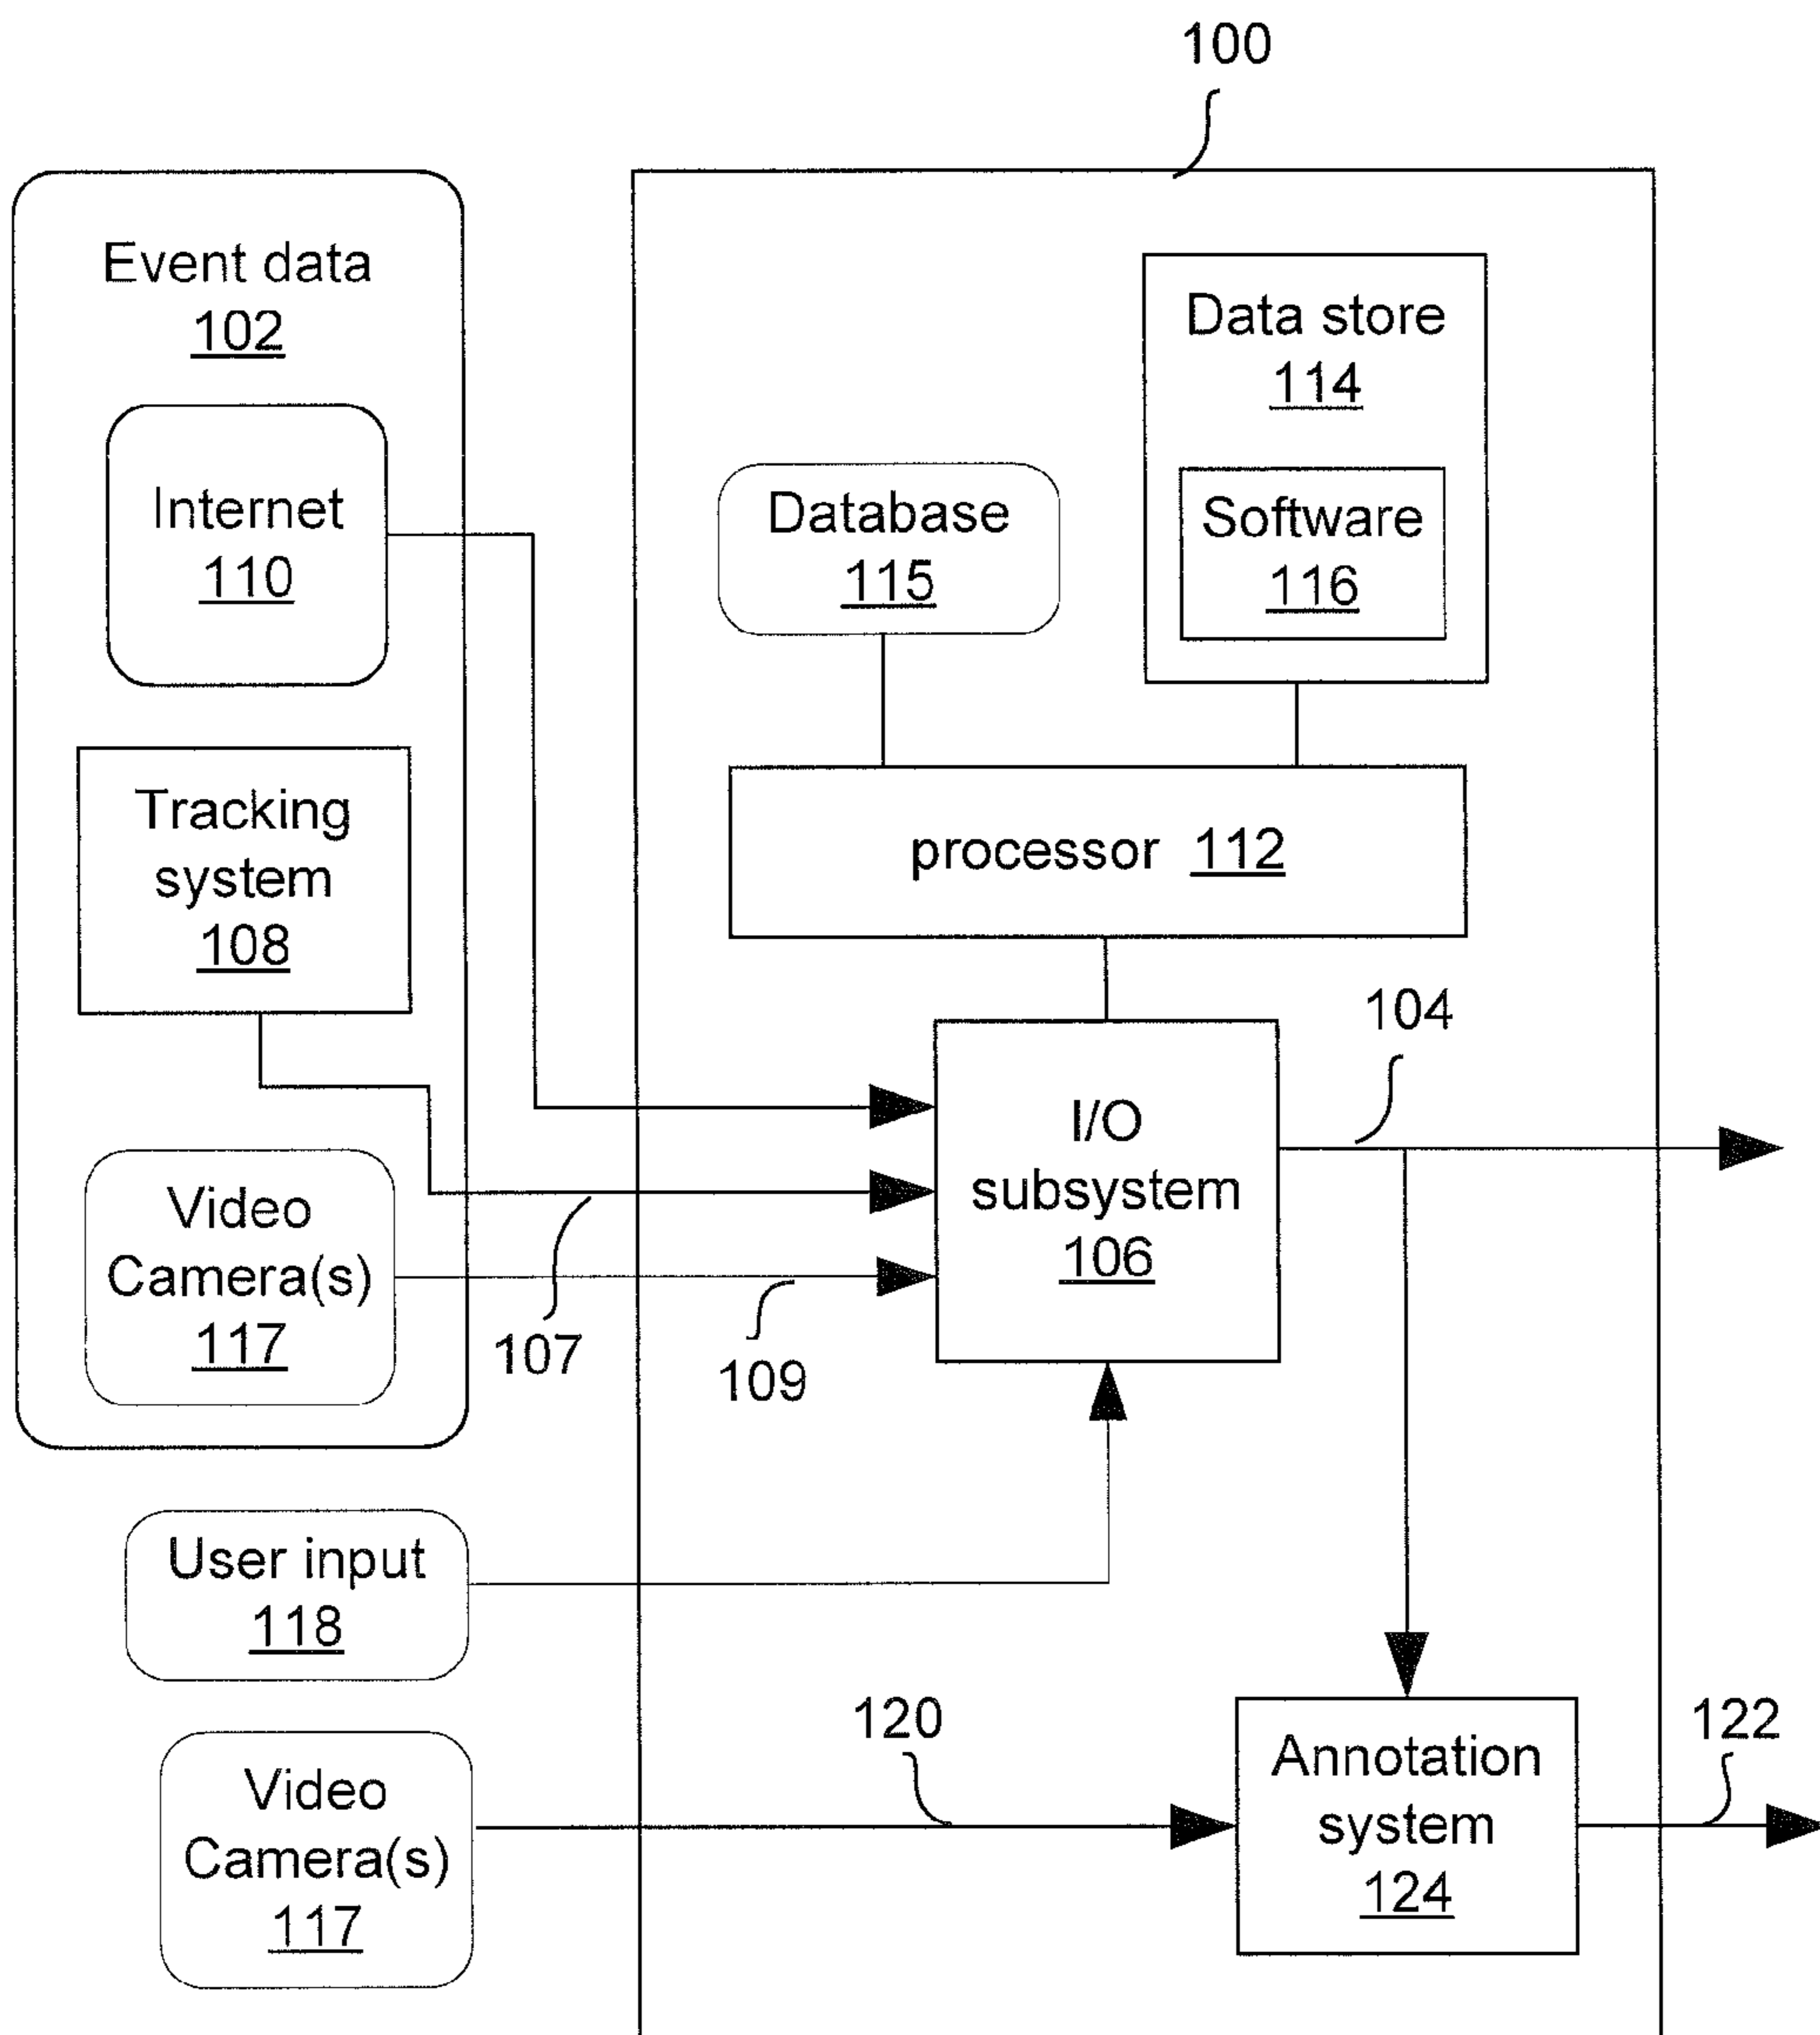 100
Event data
102
Internet
110
Tracking
system
108
Video
Camera(s)
117
Data store
114
Software
116
Database
115
processor 112
104
I/O
subsystem
106
107
109
User input
118
Video
Camera(s)
117
120
Annotation
system
124
122